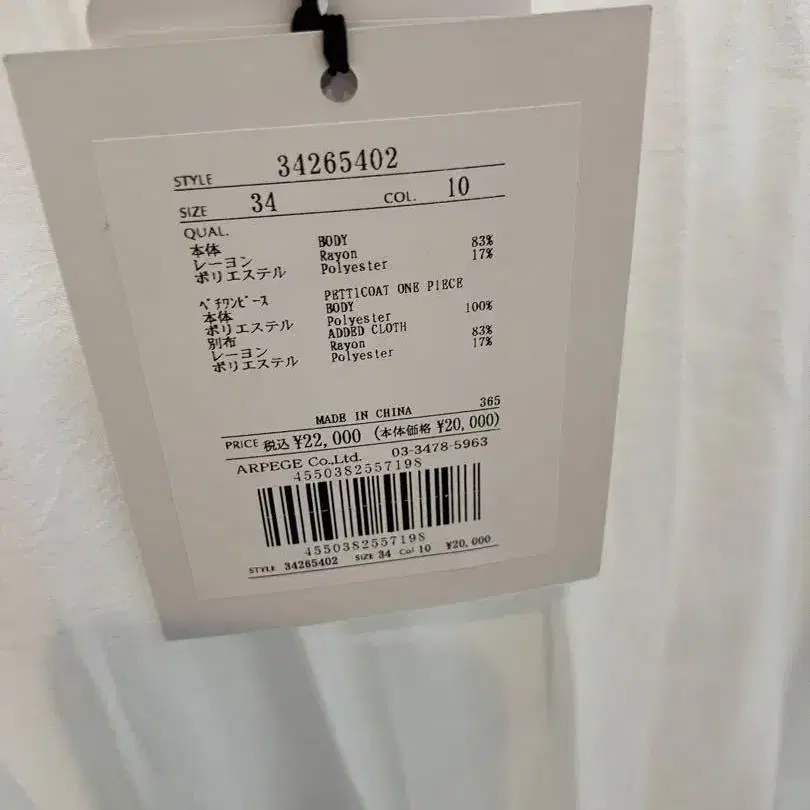 STYLE 34265402
SIZE 34 COL. 10
QUAL.
本体 BODY
レーヨン Rayon 83%
ポリエステル Polyester 17%
ペチワンピース PETTICOAT ONE PIECE
本体 BODY
ポリエステル Polyester 100%
別布 ADDED CLOTH
レーヨン Rayon 83%
ポリエステル Polyester 17%
MADE IN CHINA 365
PRICE 税込 ¥22,000 (本体価格 ¥20,000)
ARPEGE Co.,Ltd. 03-3478-5963
4550382557198
4550382557198
STYLE 34265402 SIZE 34 Col 10 ¥20,000